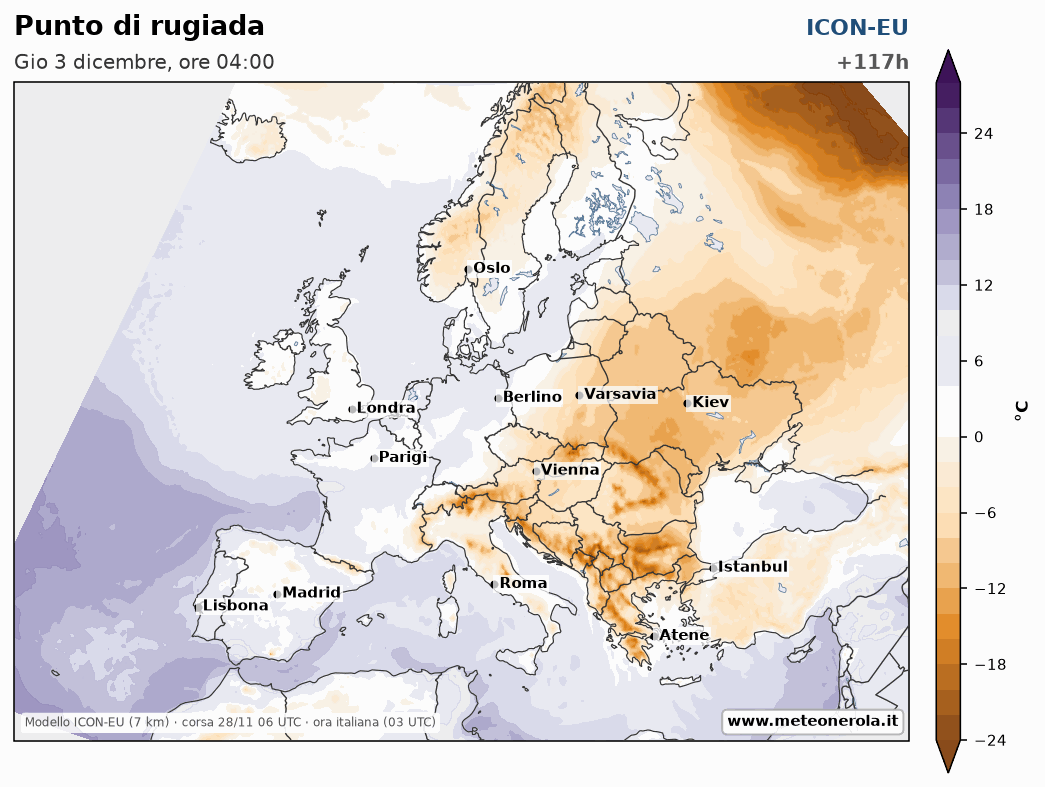 Punto di rugiada
ICON-EU
Gio 3 dicembre, ore 04:00
+117h
24
18
12
6
0
−6
−12
−18
−24
°C
Oslo
Londra
Berlino
Varsavia
Kiev
Parigi
Vienna
Istanbul
Roma
Madrid
Lisbona
Atene
Modello ICON-EU (7 km) · corsa 28/11 06 UTC · ora italiana (03 UTC)
www.meteonerola.it